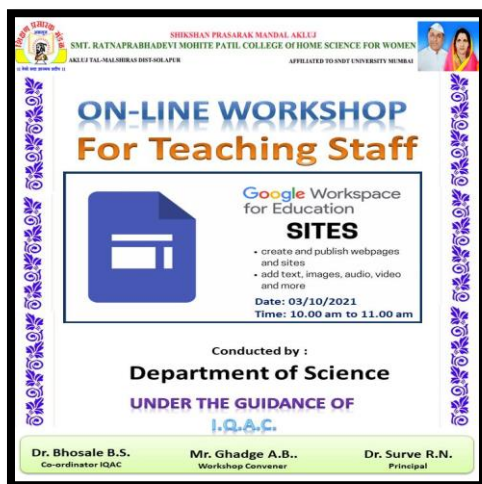 SHIKSHAN PRASARAK MANDAL AKLUJ
SMT. RATNAPRABHADEVI MOHITE PATIL COLLEGE Of HOME SCIENCE FOR WOMEN
AKLUJ TAL-MALSHIRAS DIST-SOLAPUR AFFILIATED TO SNDT UNIVERSITY MUMBAI
ON-LINE WORKSHOP
For Teaching Staff
Google Workspace
for Education
SITES
• create and publish webpages
and sites
• add text, images, audio, video
and more
Date: 03/10/2021
Time: 10.00 am to 11.00 am
Conducted by :
Department of Science
UNDER THE GUIDANCE OF
I.Q.A.C.
Dr. Bhosale B.S. Mr. Ghadge A.B.. Dr. Surve R.N.
Co-ordinator IQAC Workshop Convener Principal